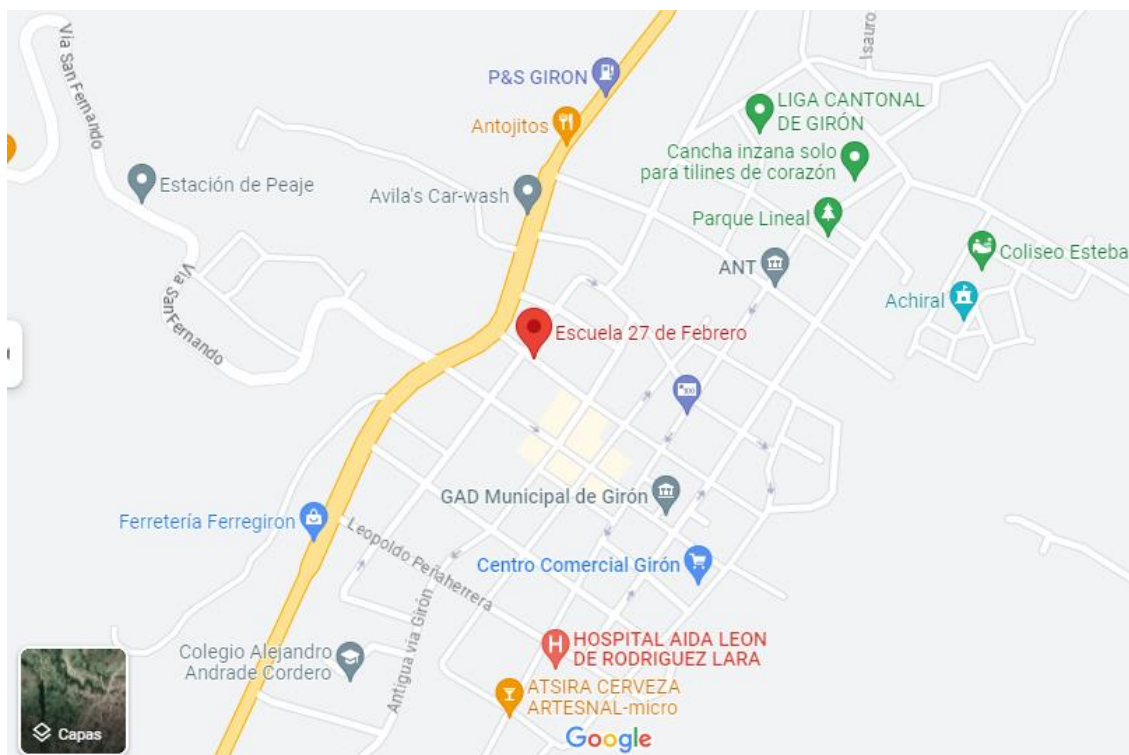 Vía San Fernando
Isauro
P&S GIRON
Antojitos
LIGA CANTONAL
DE GIRÓN
Cancha inzana solo
para tilines de corazón
Estación de Peaje
Avila's Car-wash
Parque Lineal
Coliseo Esteba
ANT
Vía San Fernando
Achiral
Escuela 27 de Febrero
GAD Municipal de Girón
Ferretería Ferregiron
Leopoldo Peñaherrera
Centro Comercial Girón
Antigua vía Girón
Colegio Alejandro
Andrade Cordero
HOSPITAL AIDA LEON
DE RODRIGUEZ LARA
ATSIRA CERVEZA
ARTESNAL-micro
Capas
Google